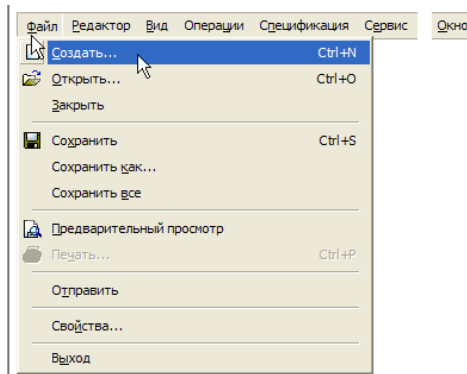 Файл Редактор Вид Операции Спецификация Сервис Окно
Создать... Ctrl+N
Открыть... Ctrl+O
Закрыть
Сохранить Ctrl+S
Сохранить как...
Сохранить все
Предварительный просмотр
Печать... Ctrl+P
Отправить
Свойства...
Выход